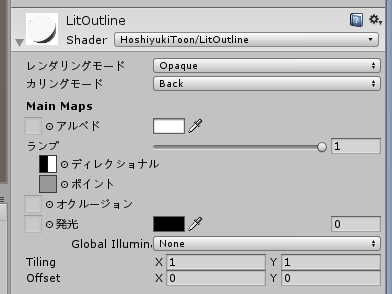 LitOutline
Shader HoshiyukiToon/LitOutline
レンダリングモード Opaque
カリングモード Back
Main Maps
アルベド
ランプ 1
ディレクショナル
ポイント
オクルージョン
発光 0
Global Illumin None
Tiling X 1 Y 1
Offset X 0 Y 0